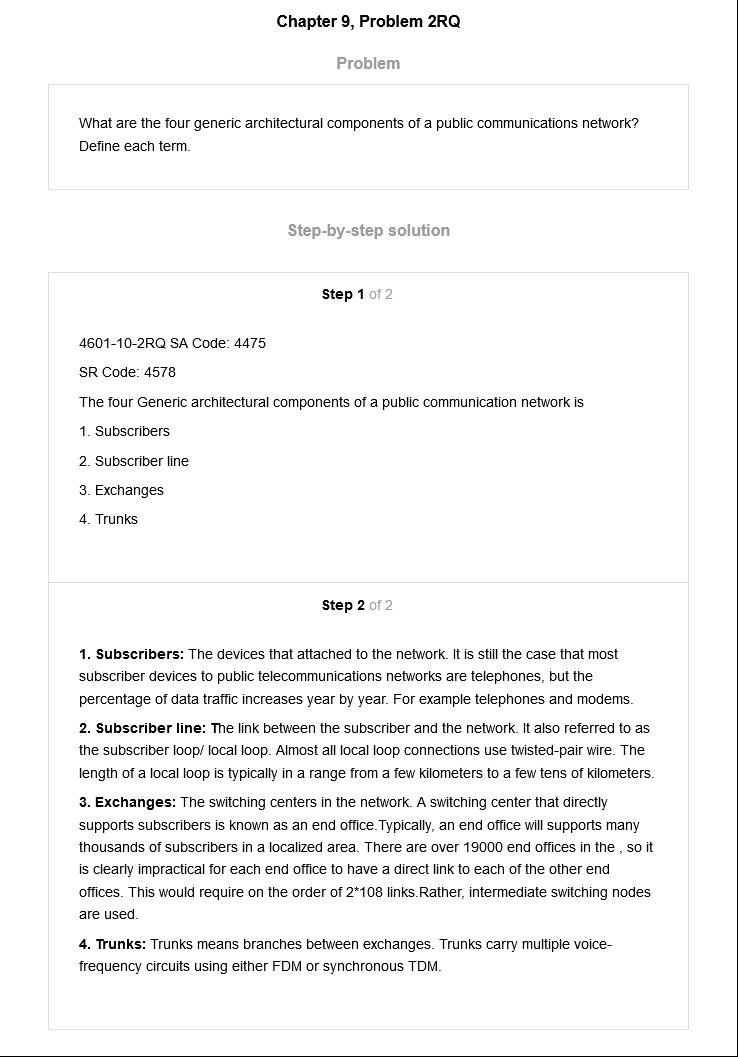 Chapter 9, Problem 2RQ
Problem
What are the four generic architectural components of a public communications network?
Define each term.
Step-by-step solution
Step 1 of 2
4601-10-2RQ SA Code: 4475
SR Code: 4578
The four Generic architectural components of a public communication network is
1. Subscribers
2. Subscriber line
3. Exchanges
4. Trunks
Step 2 of 2
1. Subscribers: The devices that attached to the network. It is still the case that most
subscriber devices to public telecommunications networks are telephones, but the
percentage of data traffic increases year by year. For example telephones and modems.
2. Subscriber line: The link between the subscriber and the network. It also referred to as
the subscriber loop/ local loop. Almost all local loop connections use twisted-pair wire. The
length of a local loop is typically in a range from a few kilometers to a few tens of kilometers.
3. Exchanges: The switching centers in the network. A switching center that directly
supports subscribers is known as an end office.Typically, an end office will supports many
thousands of subscribers in a localized area. There are over 19000 end offices in the , so it
is clearly impractical for each end office to have a direct link to each of the other end
offices. This would require on the order of 2*108 links.Rather, intermediate switching nodes
are used.
4. Trunks: Trunks means branches between exchanges. Trunks carry multiple voice-
frequency circuits using either FDM or synchronous TDM.